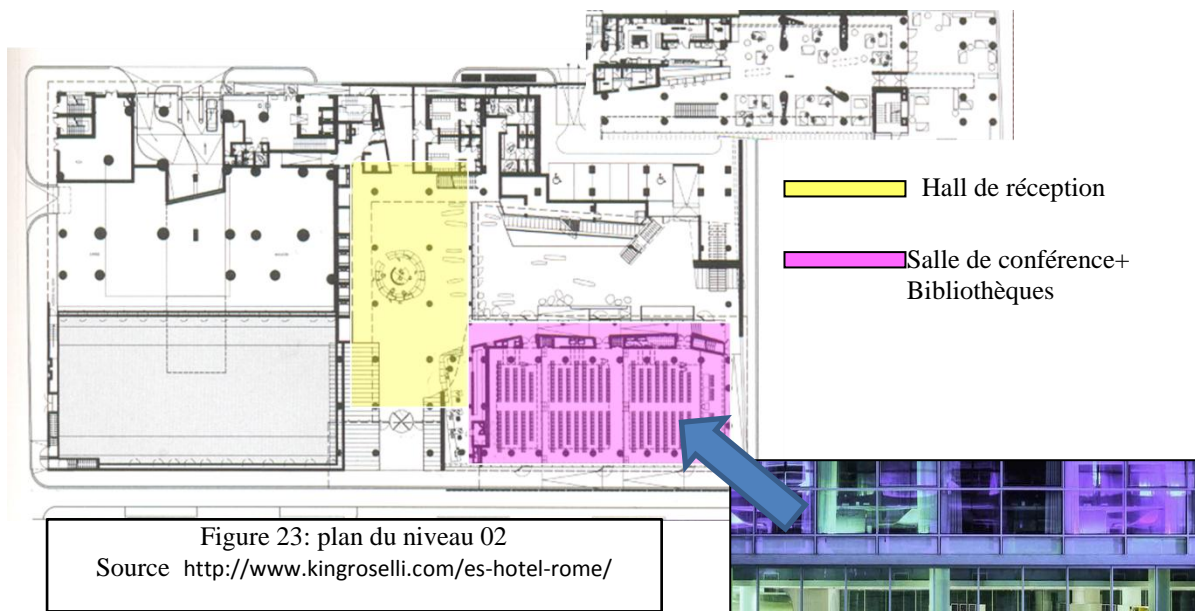 Hall de réception
Salle de conférence+
Bibliothèques
Figure 23: plan du niveau 02
Source http://www.kingroselli.com/es-hotel-rome/